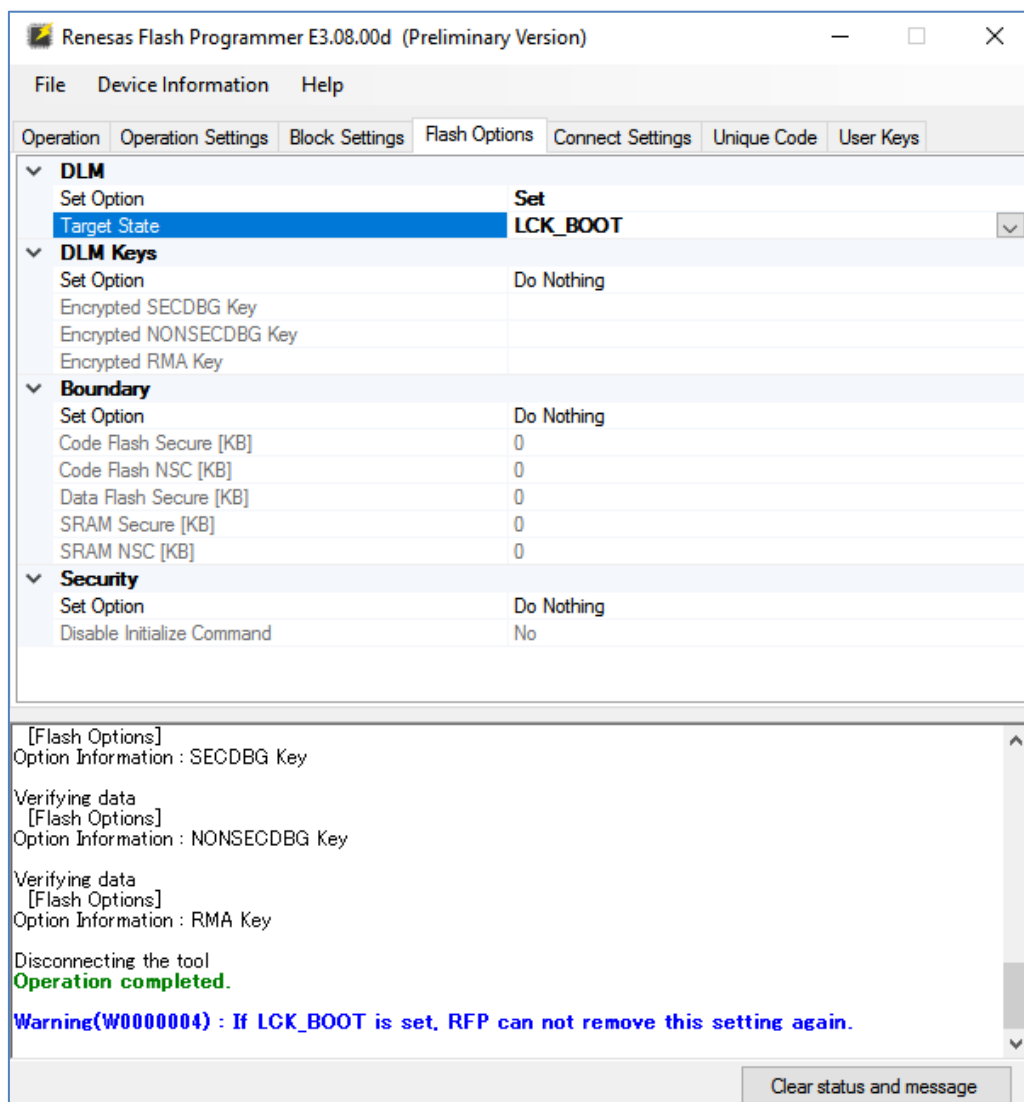 Renesas Flash Programmer E3.08.00d (Preliminary Version)
File Device Information Help
Operation Operation Settings Block Settings Flash Options Connect Settings Unique Code User Keys
DLM
Set Option Set
Target State LCK_BOOT
DLM Keys
Set Option Do Nothing
Encrypted SECDBG Key
Encrypted NONSECDBG Key
Encrypted RMA Key
Boundary
Set Option Do Nothing
Code Flash Secure [KB] 0
Code Flash NSC [KB] 0
Data Flash Secure [KB] 0
SRAM Secure [KB] 0
SRAM NSC [KB] 0
Security
Set Option Do Nothing
Disable Initialize Command No
[Flash Options]
Option Information : SECDBG Key
Verifying data
[Flash Options]
Option Information : NONSECDBG Key
Verifying data
[Flash Options]
Option Information : RMA Key
Disconnecting the tool
Operation completed.
Warning(W0000004) : If LCK_BOOT is set, RFP can not remove this setting again.
Clear status and message